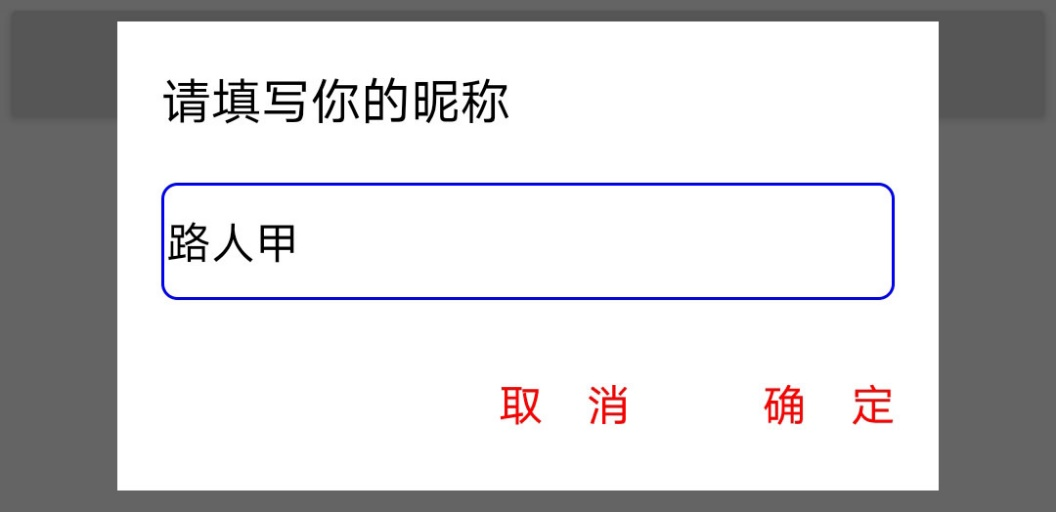 请填写你的昵称
路人甲
取 消 确 定